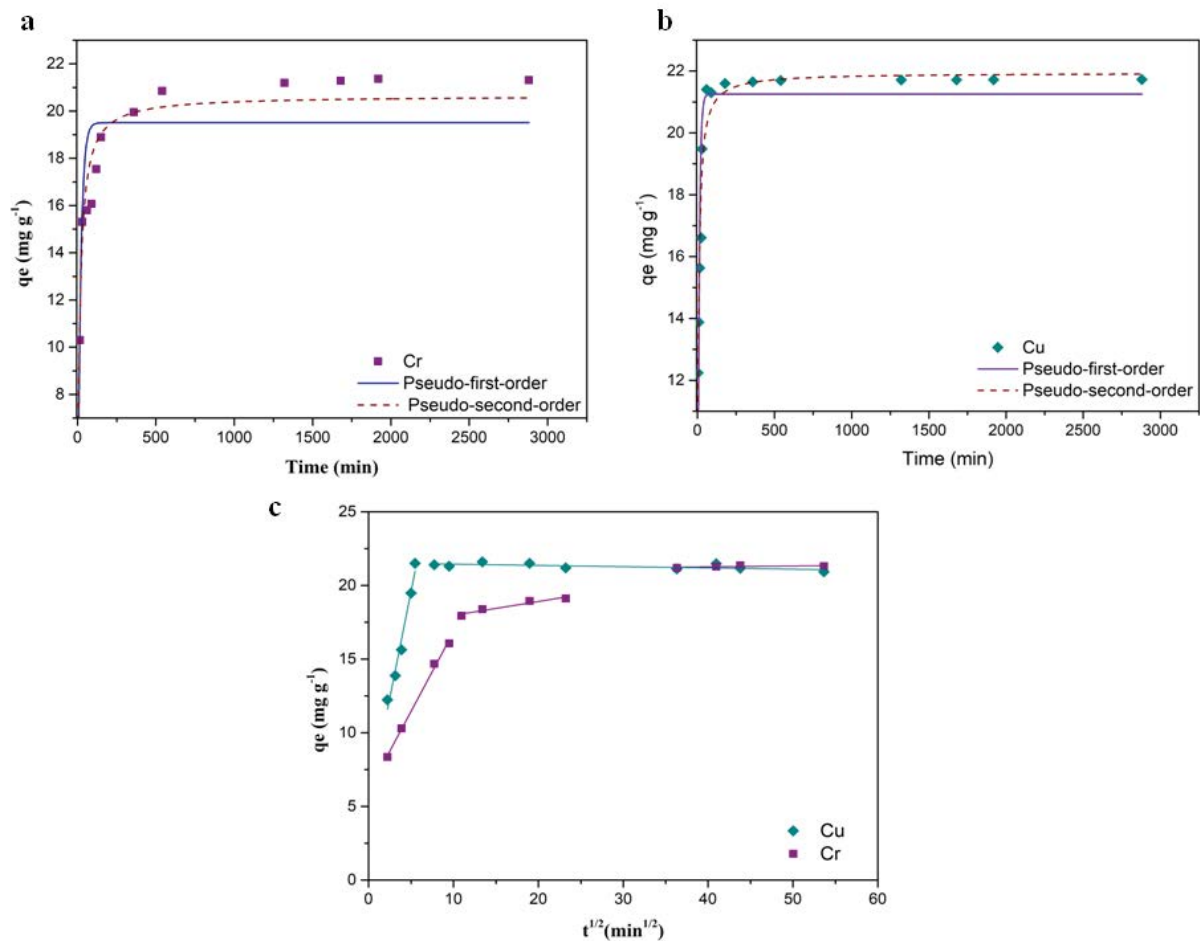 a
22
20
18
16
14
12
10
8
qe (mg g⁻¹)
Cr
Pseudo-first-order
Pseudo-second-order
0 500 1000 1500 2000 2500 3000
Time (min)
b
22
20
18
16
14
12
qe (mg g⁻¹)
Cu
Pseudo-first-order
Pseudo-second-order
0 500 1000 1500 2000 2500 3000
Time (min)
c
25
20
15
10
5
0
qe (mg g⁻¹)
Cu
Cr
0 10 20 30 40 50 60
t¹/²(min¹/²)